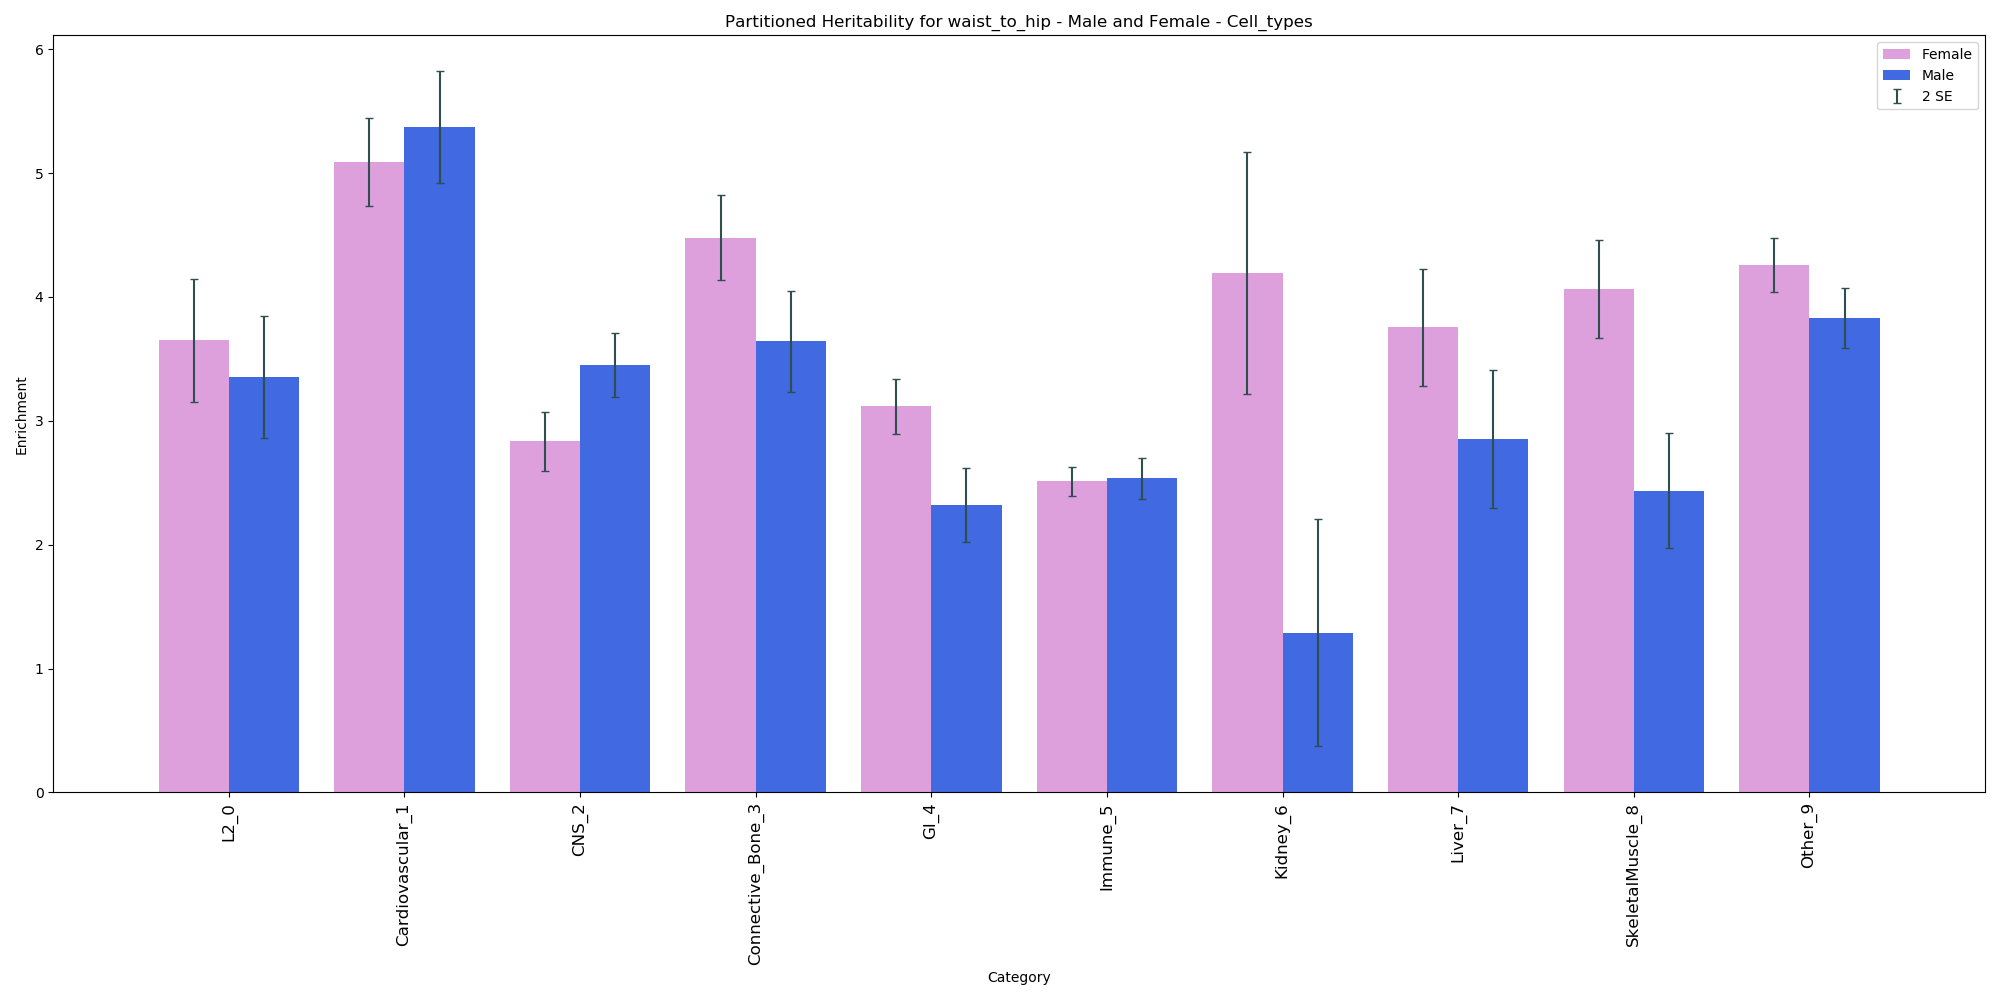 Partitioned Heritability for waist_to_hip - Male and Female - Cell_types
Female
Male
2 SE
Enrichment
6
5
4
3
2
1
0
L2_0
Cardiovascular_1
CNS_2
Connective_Bone_3
GI_4
Immune_5
Kidney_6
Liver_7
SkeletalMuscle_8
Other_9
Category